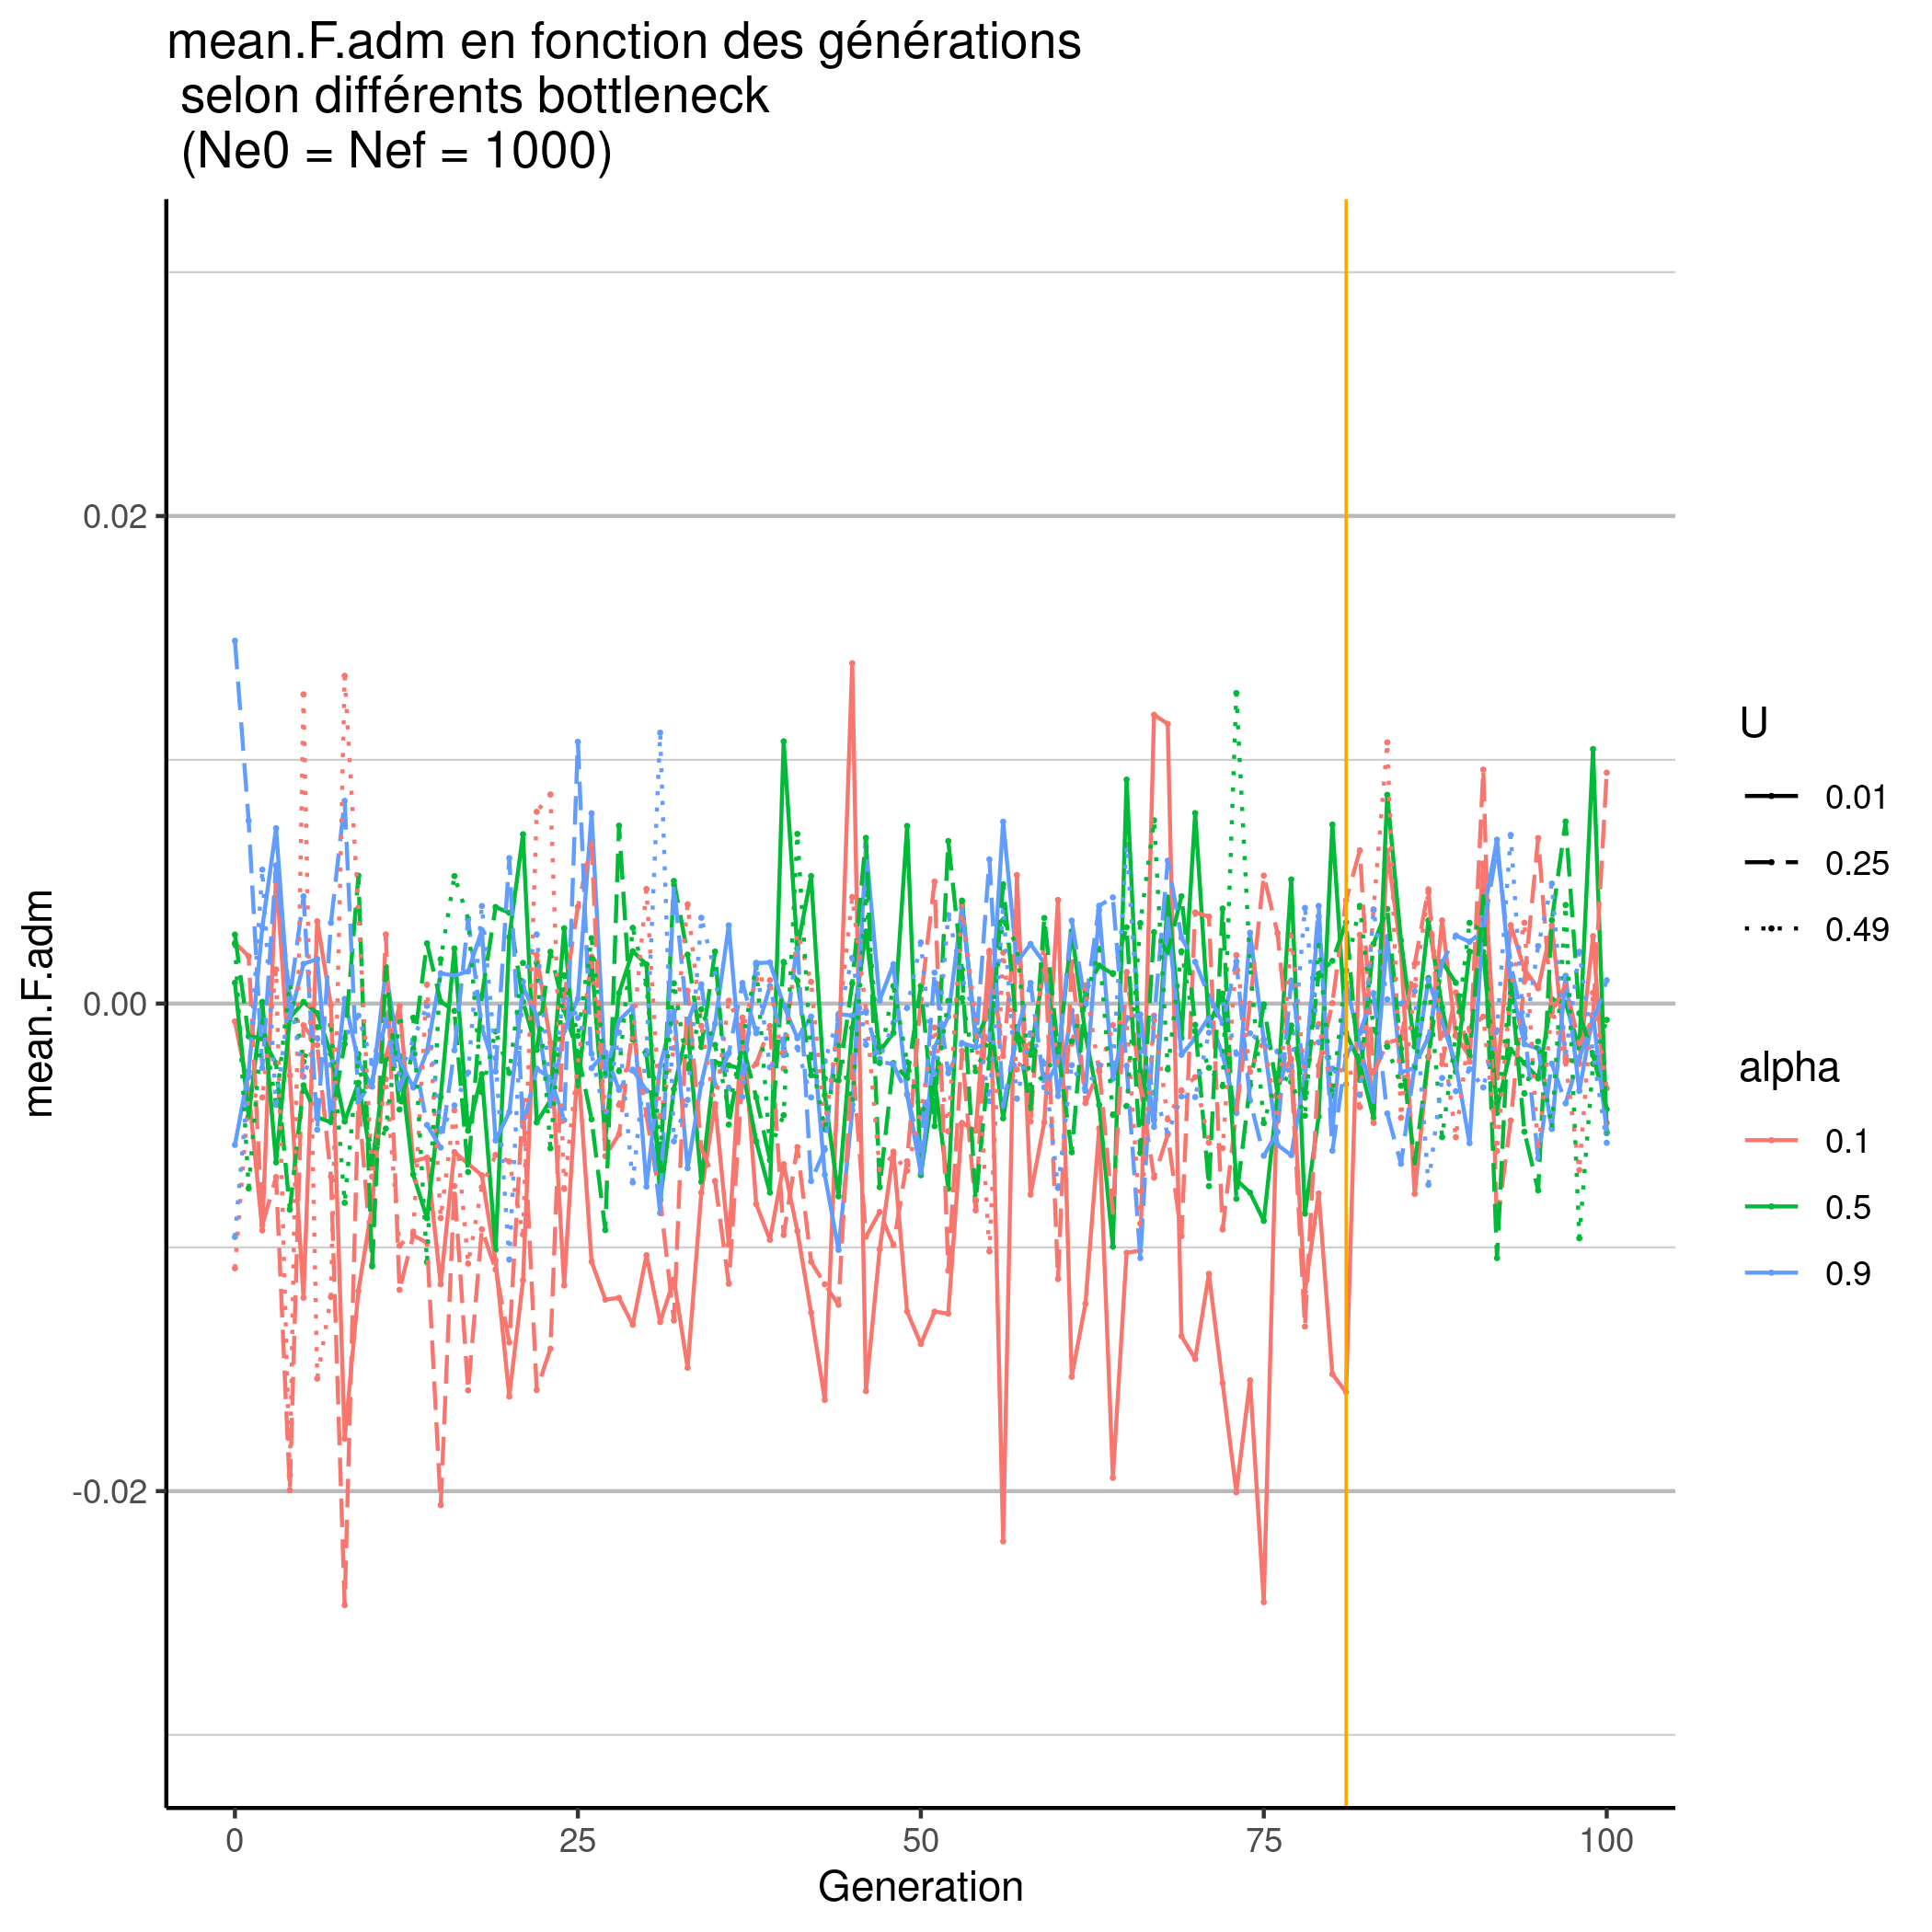 mean.F.adm en fonction des générations
selon différents bottleneck
(Ne0 = Nef = 1000)
mean.F.adm
0.02
0.00
-0.02
0
25
50
75
100
Generation
U
0.01
0.25
0.49
alpha
0.1
0.5
0.9